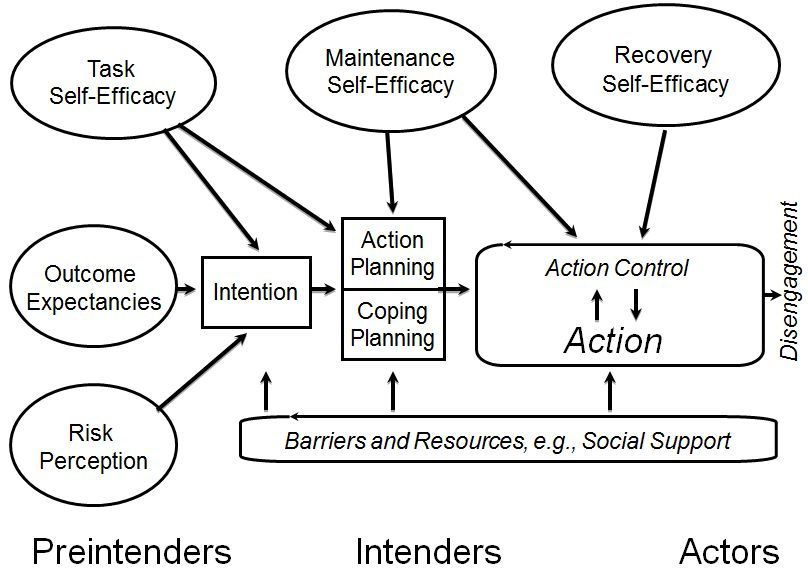 Task
Self-Efficacy
Maintenance
Self-Efficacy
Recovery
Self-Efficacy
Outcome
Expectancies
Intention
Action
Planning
Coping
Planning
Action Control
Action
Disengagement
Risk
Perception
Barriers and Resources, e.g., Social Support
Preintenders
Intenders
Actors